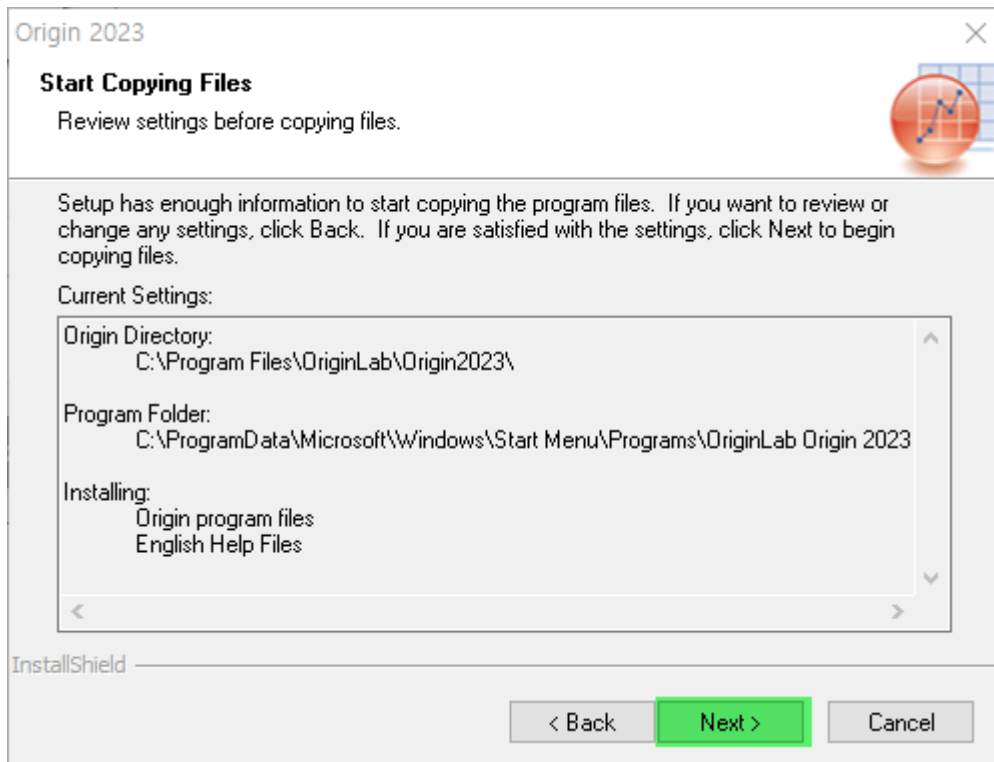 Origin 2023
Start Copying Files
Review settings before copying files.
Setup has enough information to start copying the program files.  If you want to review or
change any settings, click Back.  If you are satisfied with the settings, click Next to begin
copying files.
Current Settings:
Origin Directory:
C:\Program Files\OriginLab\Origin2023\
Program Folder:
C:\ProgramData\Microsoft\Windows\Start Menu\Programs\OriginLab Origin 2023
Installing:
Origin program files
English Help Files
InstallShield
< Back
Next >
Cancel